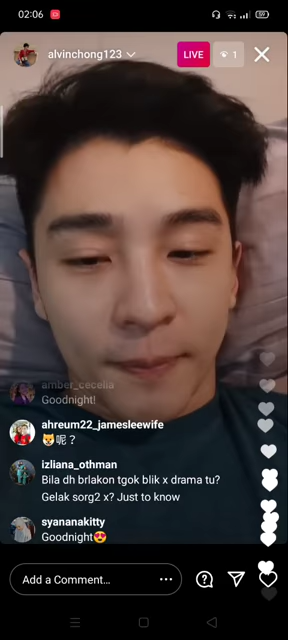 02:06
59
alvinchong123
LIVE
1
amber_cecelia
Goodnight!
ahreum22_jamesleewife
🐱呢？
izliana_othman
Bila dh brlakon tgok blik x drama tu?
Gelak sorg2 x? Just to know
syananakitty
Goodnight😍
Add a Comment...